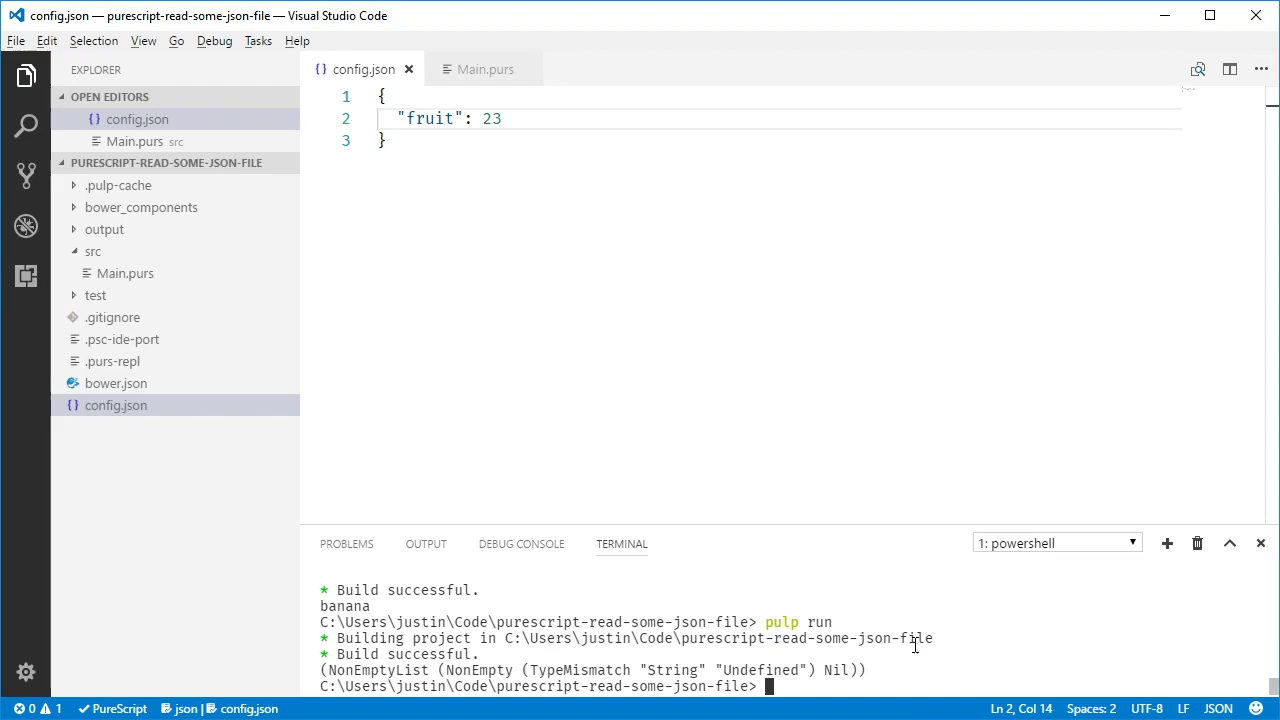 config.json — purescript-read-some-json-file — Visual Studio Code
File Edit Selection View Go Debug Tasks Help
EXPLORER
OPEN EDITORS
{} config.json
Main.purs src
PURESCRIPT-READ-SOME-JSON-FILE
.pulp-cache
bower_components
output
src
Main.purs
test
.gitignore
.psc-ide-port
.purs-repl
bower.json
{} config.json
{} config.json
Main.purs
1 {
2 "fruit": 23
3 }
PROBLEMS OUTPUT DEBUG CONSOLE TERMINAL
1: powershell
* Build successful.
banana
C:\Users\justin\Code\purescript-read-some-json-file> pulp run
* Building project in C:\Users\justin\Code\purescript-read-some-json-file
* Build successful.
(NonEmptyList (NonEmpty (TypeMismatch "String" "Undefined") Nil))
C:\Users\justin\Code\purescript-read-some-json-file>
0 1 PureScript json | config.json Ln 2, Col 14 Spaces: 2 UTF-8 LF JSON